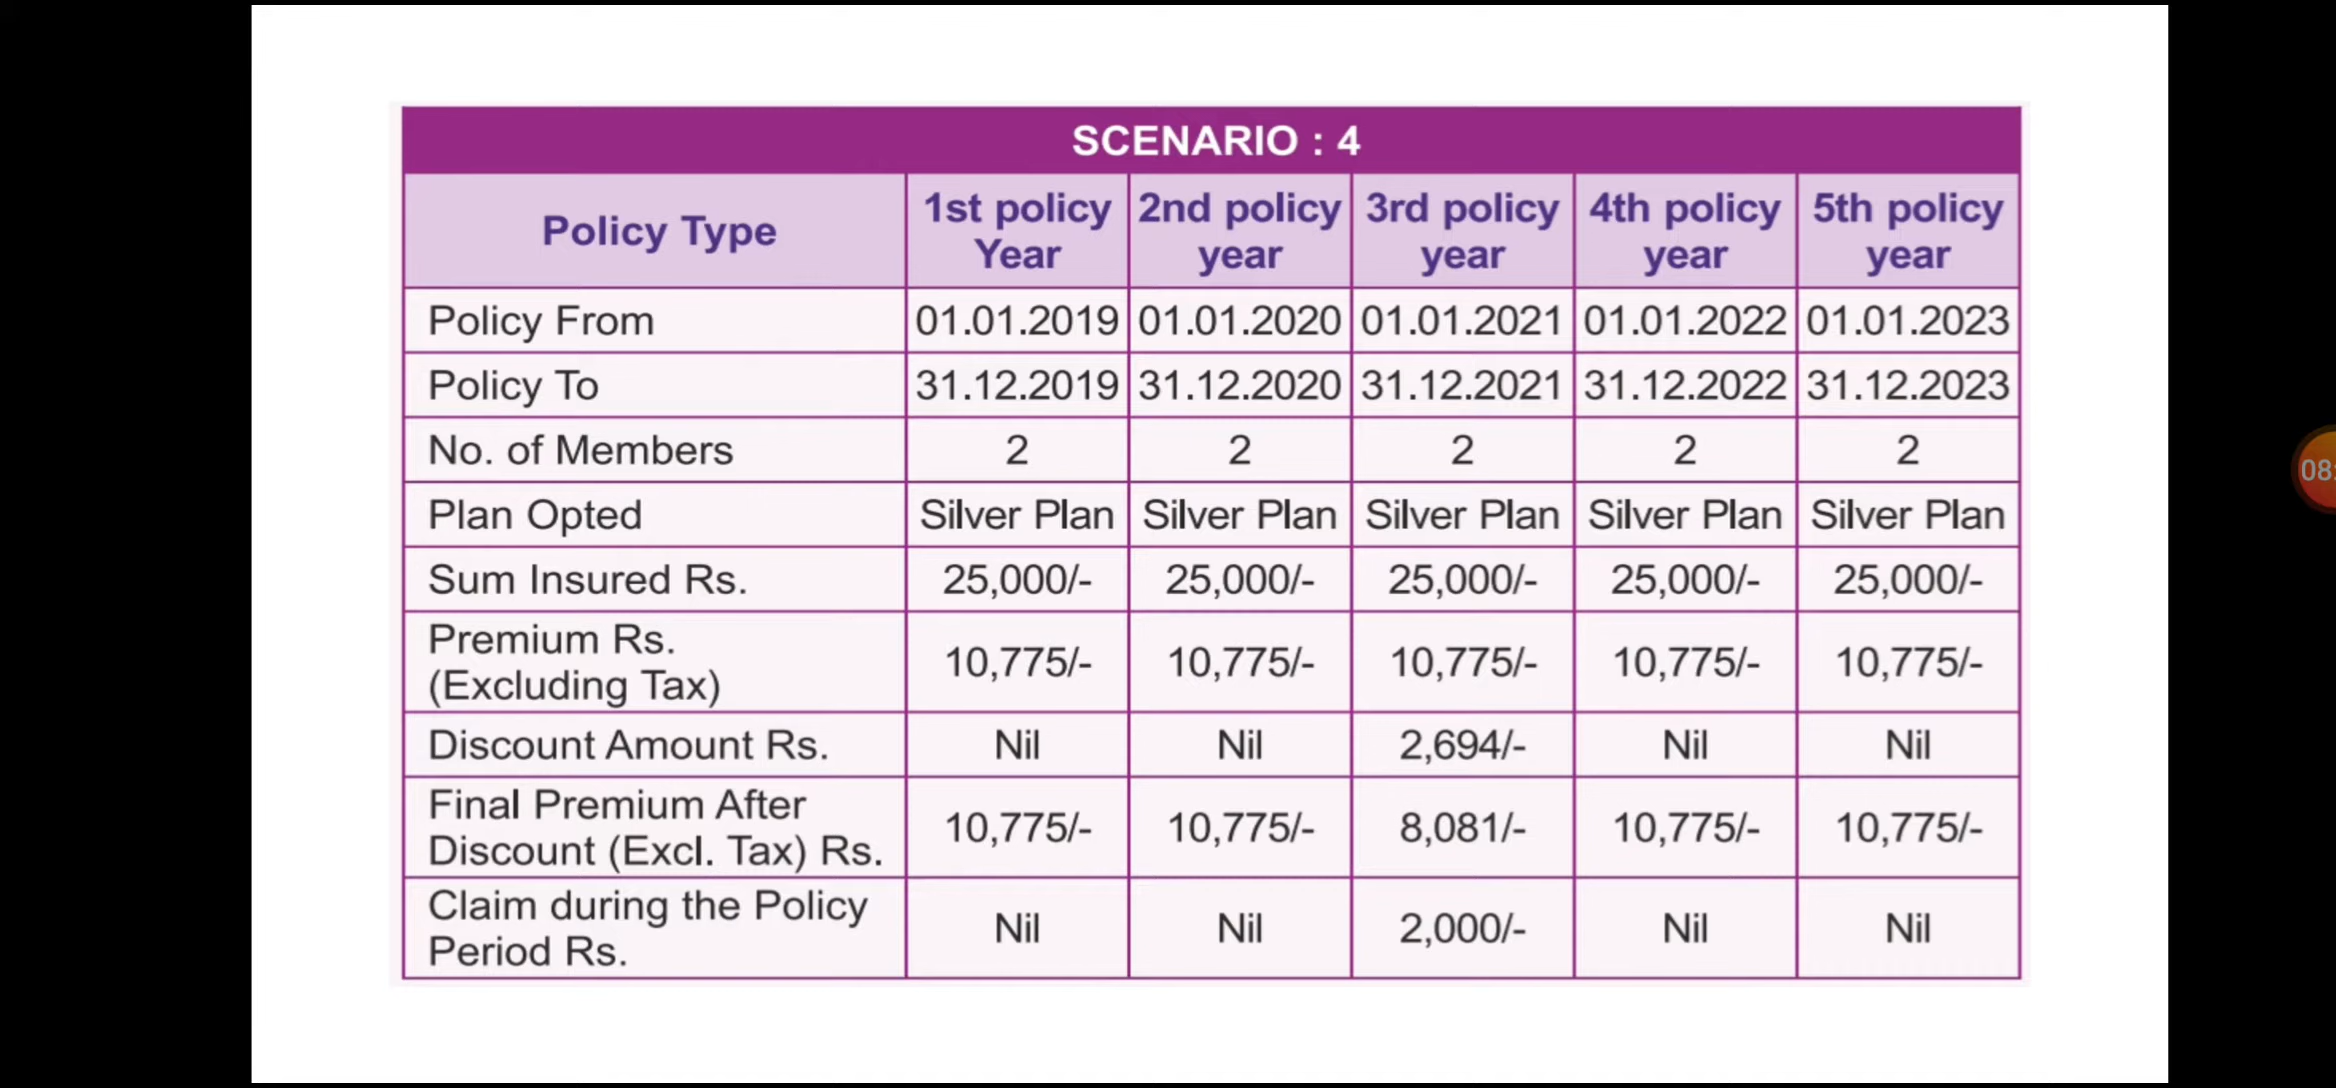 SCENARIO : 4
Policy Type
1st policy Year
2nd policy year
3rd policy year
4th policy year
5th policy year
Policy From 01.01.2019 01.01.2020 01.01.2021 01.01.2022 01.01.2023
Policy To 31.12.2019 31.12.2020 31.12.2021 31.12.2022 31.12.2023
No. of Members 2 2 2 2 2
Plan Opted Silver Plan Silver Plan Silver Plan Silver Plan Silver Plan
Sum Insured Rs. 25,000/- 25,000/- 25,000/- 25,000/- 25,000/-
Premium Rs.
(Excluding Tax) 10,775/- 10,775/- 10,775/- 10,775/- 10,775/-
Discount Amount Rs. Nil Nil 2,694/- Nil Nil
Final Premium After
Discount (Excl. Tax) Rs. 10,775/- 10,775/- 8,081/- 10,775/- 10,775/-
Claim during the Policy
Period Rs. Nil Nil 2,000/- Nil Nil